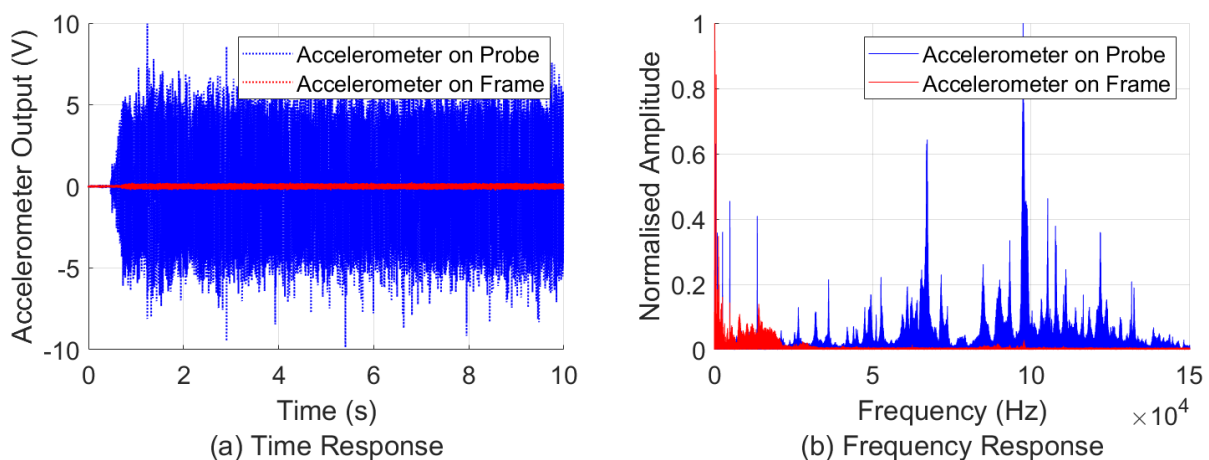 Accelerometer Output (V)
10
5
0
-5
-10
Accelerometer on Probe
Accelerometer on Frame
0 2 4 6 8 10
Time (s)
(a) Time Response
Normalised Amplitude
1
0.8
0.6
0.4
0.2
0
Accelerometer on Probe
Accelerometer on Frame
0 5 10 15
Frequency (Hz) ×10⁴
(b) Frequency Response